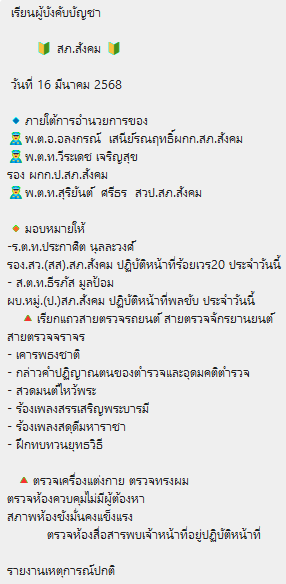 เรียนผู้บังคับบัญชา
🔰 สภ.สังคม 🔰
วันที่ 16 มีนาคม 2568
🔹ภายใต้การอำนวยการของ
👮พ.ต.อ.อลงกรณ์ เสนีย์รณฤทธิ์ผกก.สภ.สังคม
👮พ.ต.ท.วีระเดช เจริญสุข
รอง ผกก.ป.สภ.สังคม
👮พ.ต.ท.สุริยันต์ ศรีธร สวป.สภ.สังคม
🔸มอบหมายให้
-ร.ต.ท.ประกาศิต นุลละวงศ์
รอง.สว.(สส).สภ.สังคม ปฏิบัติหน้าที่ร้อยเวร20 ประจำวันนี้
- ส.ต.ท.ธีรภัส มูลป้อม
ผบ.หมู่.(ป.)สภ.สังคม ปฏิบัติหน้าที่พลขับ ประจำวันนี้
🔺เรียกแถวสายตรวจรถยนต์ สายตรวจจักรยานยนต์
สายตรวจจราจร
- เคารพธงชาติ
- กล่าวคำปฏิญาณตนของตำรวจและอุดมคติตำรวจ
- สวดมนต์ไหว้พระ
- ร้องเพลงสรรเสริญพระบารมี
- ร้องเพลงสดุดีมหาราชา
- ฝึกทบทวนยุทธวิธี
🔺ตรวจเครื่องแต่งกาย ตรวจทรงผม
ตรวจห้องควบคุมไม่มีผู้ต้องหา
สภาพห้องขังมั่นคงแข็งแรง
ตรวจห้องสื่อสารพบเจ้าหน้าที่อยู่ปฏิบัติหน้าที่
รายงานเหตุการณ์ปกติ